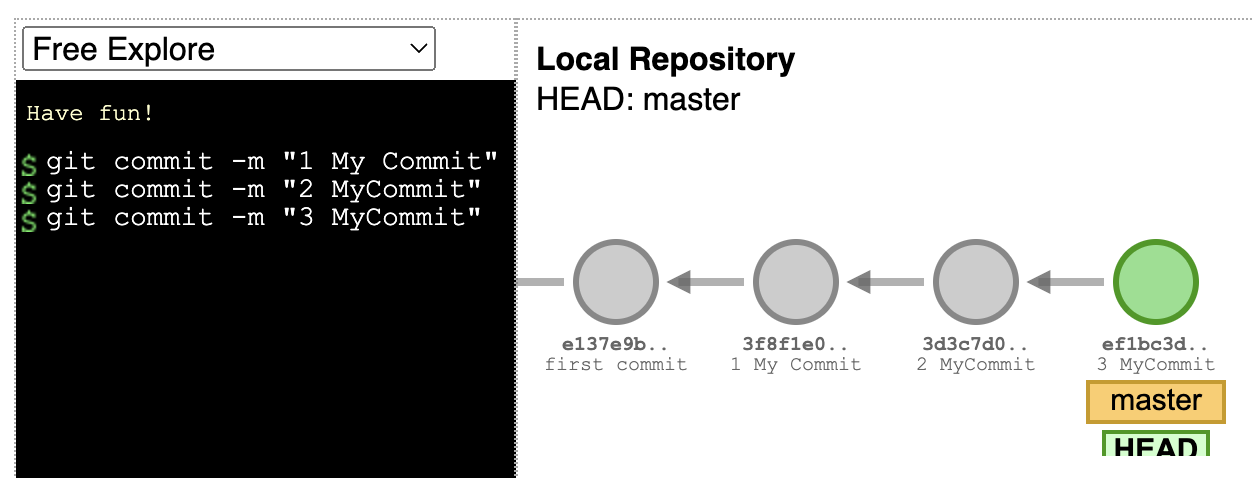 Free Explore
Have fun!
$ git commit -m "1 My Commit"
$ git commit -m "2 MyCommit"
$ git commit -m "3 MyCommit"
Local Repository
HEAD: master
e137e9b.. 3f8f1e0.. 3d3c7d0.. ef1bc3d..
first commit 1 My Commit 2 MyCommit 3 MyCommit
master
HEAD